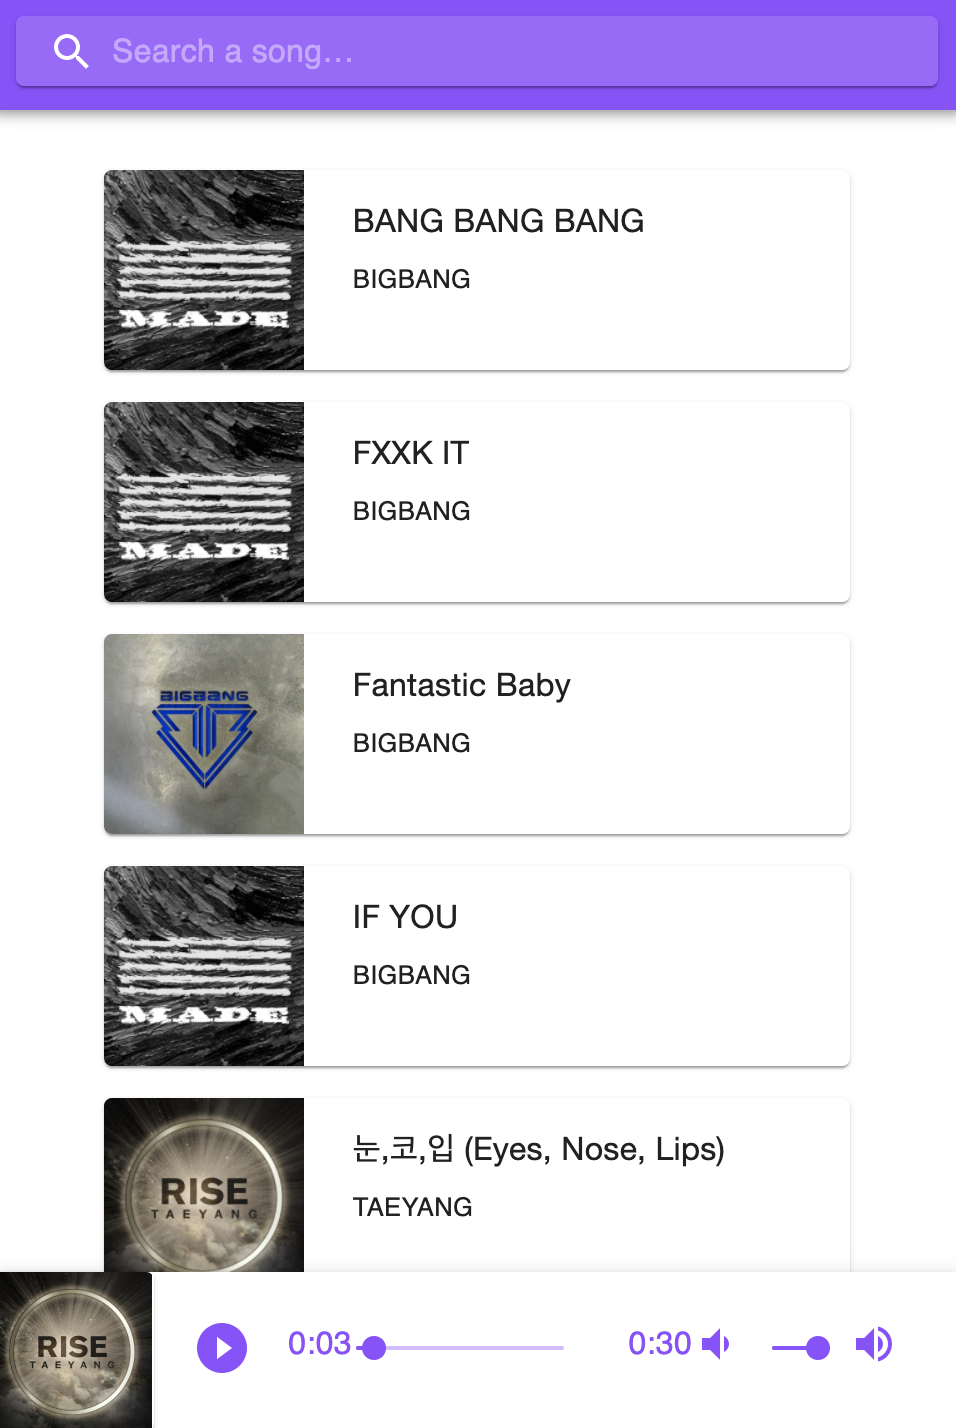 Search a song...
BANG BANG BANG
BIGBANG
MADE
FXXK IT
BIGBANG
MADE
Fantastic Baby
BIGBANG
BIGBANG
IF YOU
BIGBANG
MADE
눈,코,입 (Eyes, Nose, Lips)
TAEYANG
RISE
TAEYANG
RISE
TAEYANG
0:03
0:30